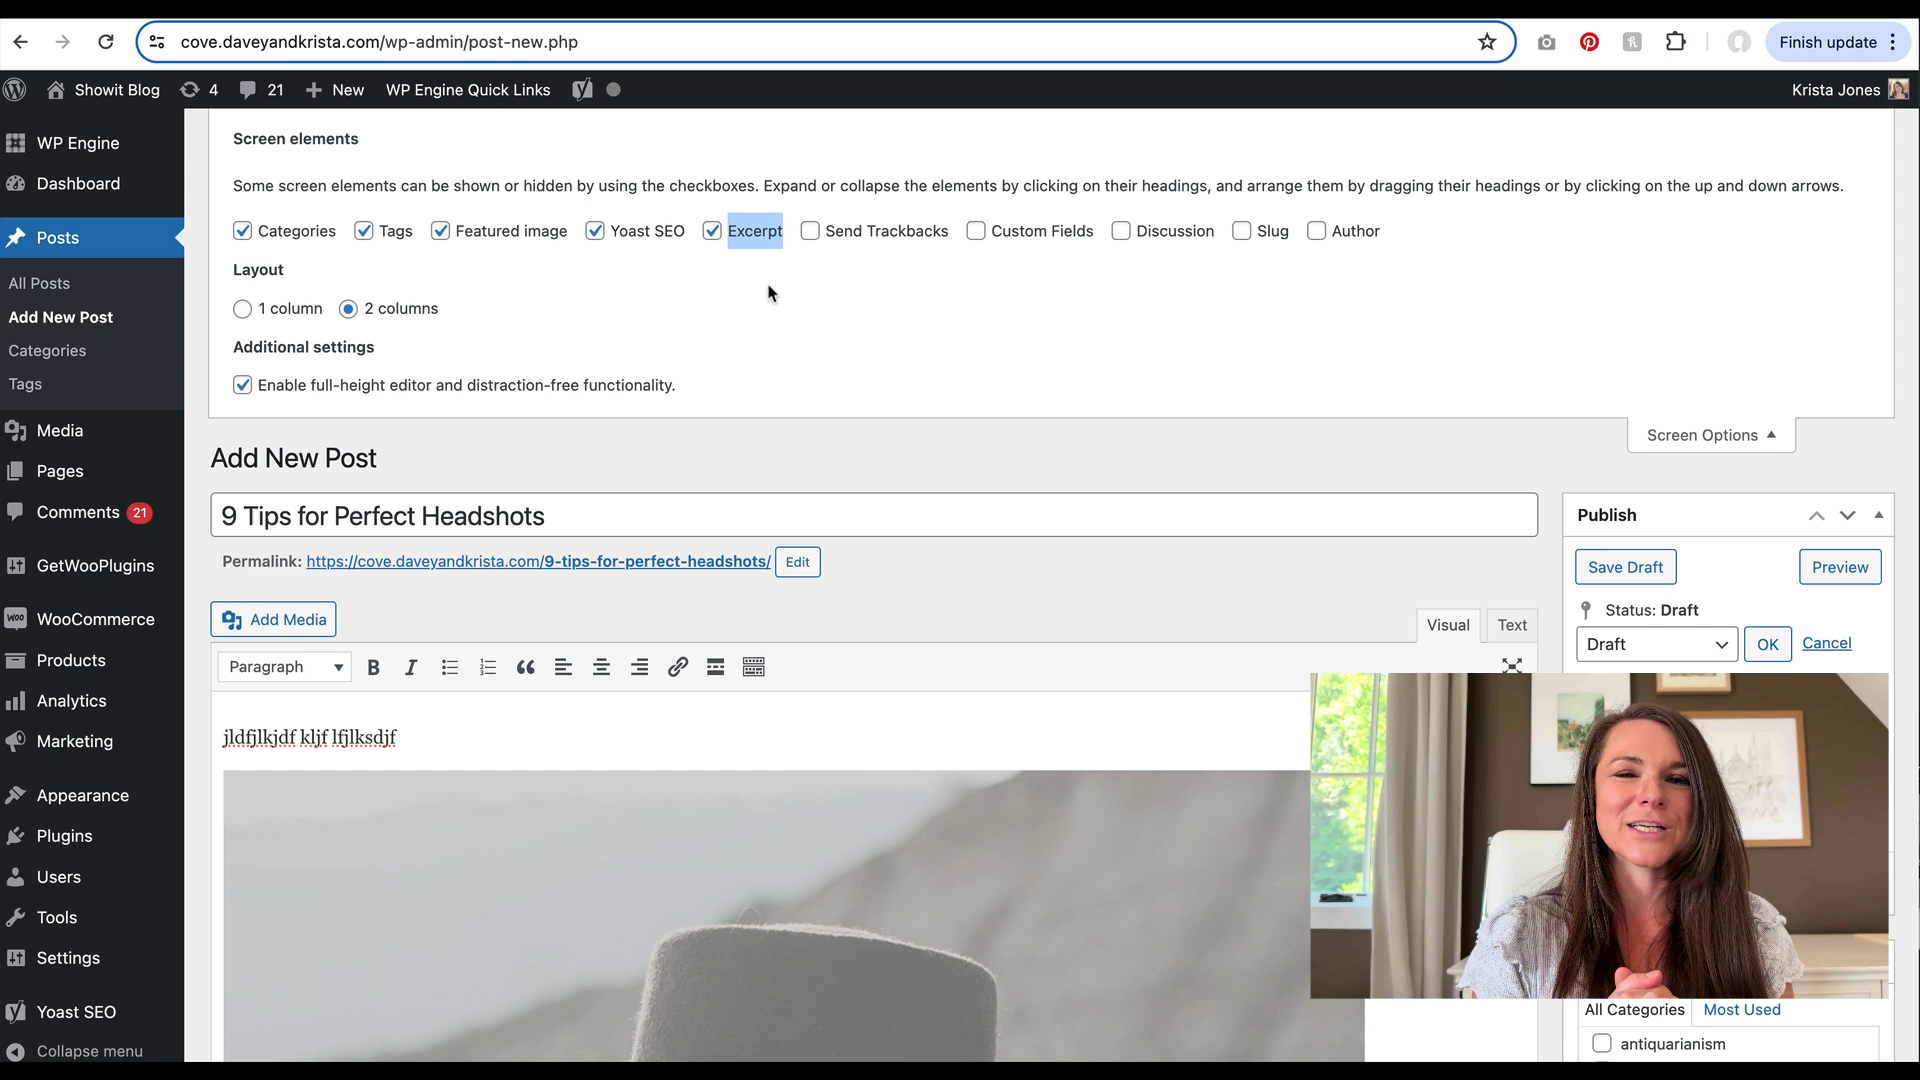 cove.daveyandkrista.com/wp-admin/post-new.php
Finish update
Showit Blog
4
21
New
WP Engine Quick Links
Krista Jones
WP Engine
Dashboard
Posts
All Posts
Add New Post
Categories
Tags
Media
Pages
Comments 21
GetWooPlugins
WooCommerce
Products
Analytics
Marketing
Appearance
Plugins
Users
Tools
Settings
Yoast SEO
Collapse menu
Screen elements
Some screen elements can be shown or hidden by using the checkboxes. Expand or collapse the elements by clicking on their headings, and arrange them by dragging their headings or by clicking on the up and down arrows.
Categories Tags Featured image Yoast SEO Excerpt Send Trackbacks Custom Fields Discussion Slug Author
Layout
1 column 2 columns
Additional settings
Enable full-height editor and distraction-free functionality.
Screen Options
Add New Post
9 Tips for Perfect Headshots
Permalink: https://cove.daveyandkrista.com/9-tips-for-perfect-headshots/ Edit
Add Media
Visual Text
Paragraph
jldfjlkjdf kljf lfjlksdjf
Publish
Save Draft Preview
Status: Draft
Draft OK Cancel
All Categories Most Used
antiquarianism